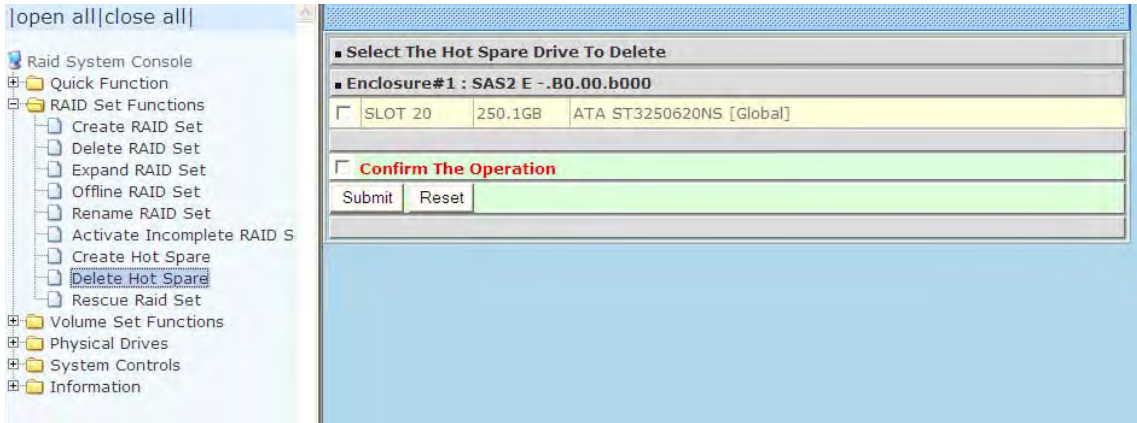 |open all|close all|
Raid System Console
Quick Function
RAID Set Functions
Create RAID Set
Delete RAID Set
Expand RAID Set
Offline RAID Set
Rename RAID Set
Activate Incomplete RAID S
Create Hot Spare
Delete Hot Spare
Rescue Raid Set
Volume Set Functions
Physical Drives
System Controls
Information
Select The Hot Spare Drive To Delete
Enclosure#1 : SAS2 E -.B0.00.b000
SLOT 20 250.1GB ATA ST3250620NS [Global]
Confirm The Operation
Submit Reset